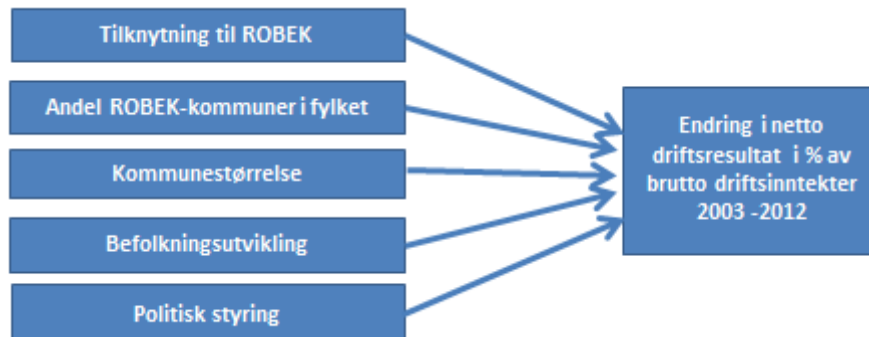 Tilknytning til ROBEK
Andel ROBEK-kommuner i fylket
Kommunestørrelse
Befolkningsutvikling
Politisk styring
Endring i netto
driftsresultat i % av
brutto driftsinntekter
2003 -2012